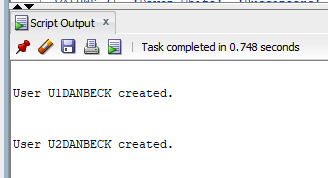 Script Output x
Task completed in 0.748 seconds
User U1DANBECK created.
User U2DANBECK created.